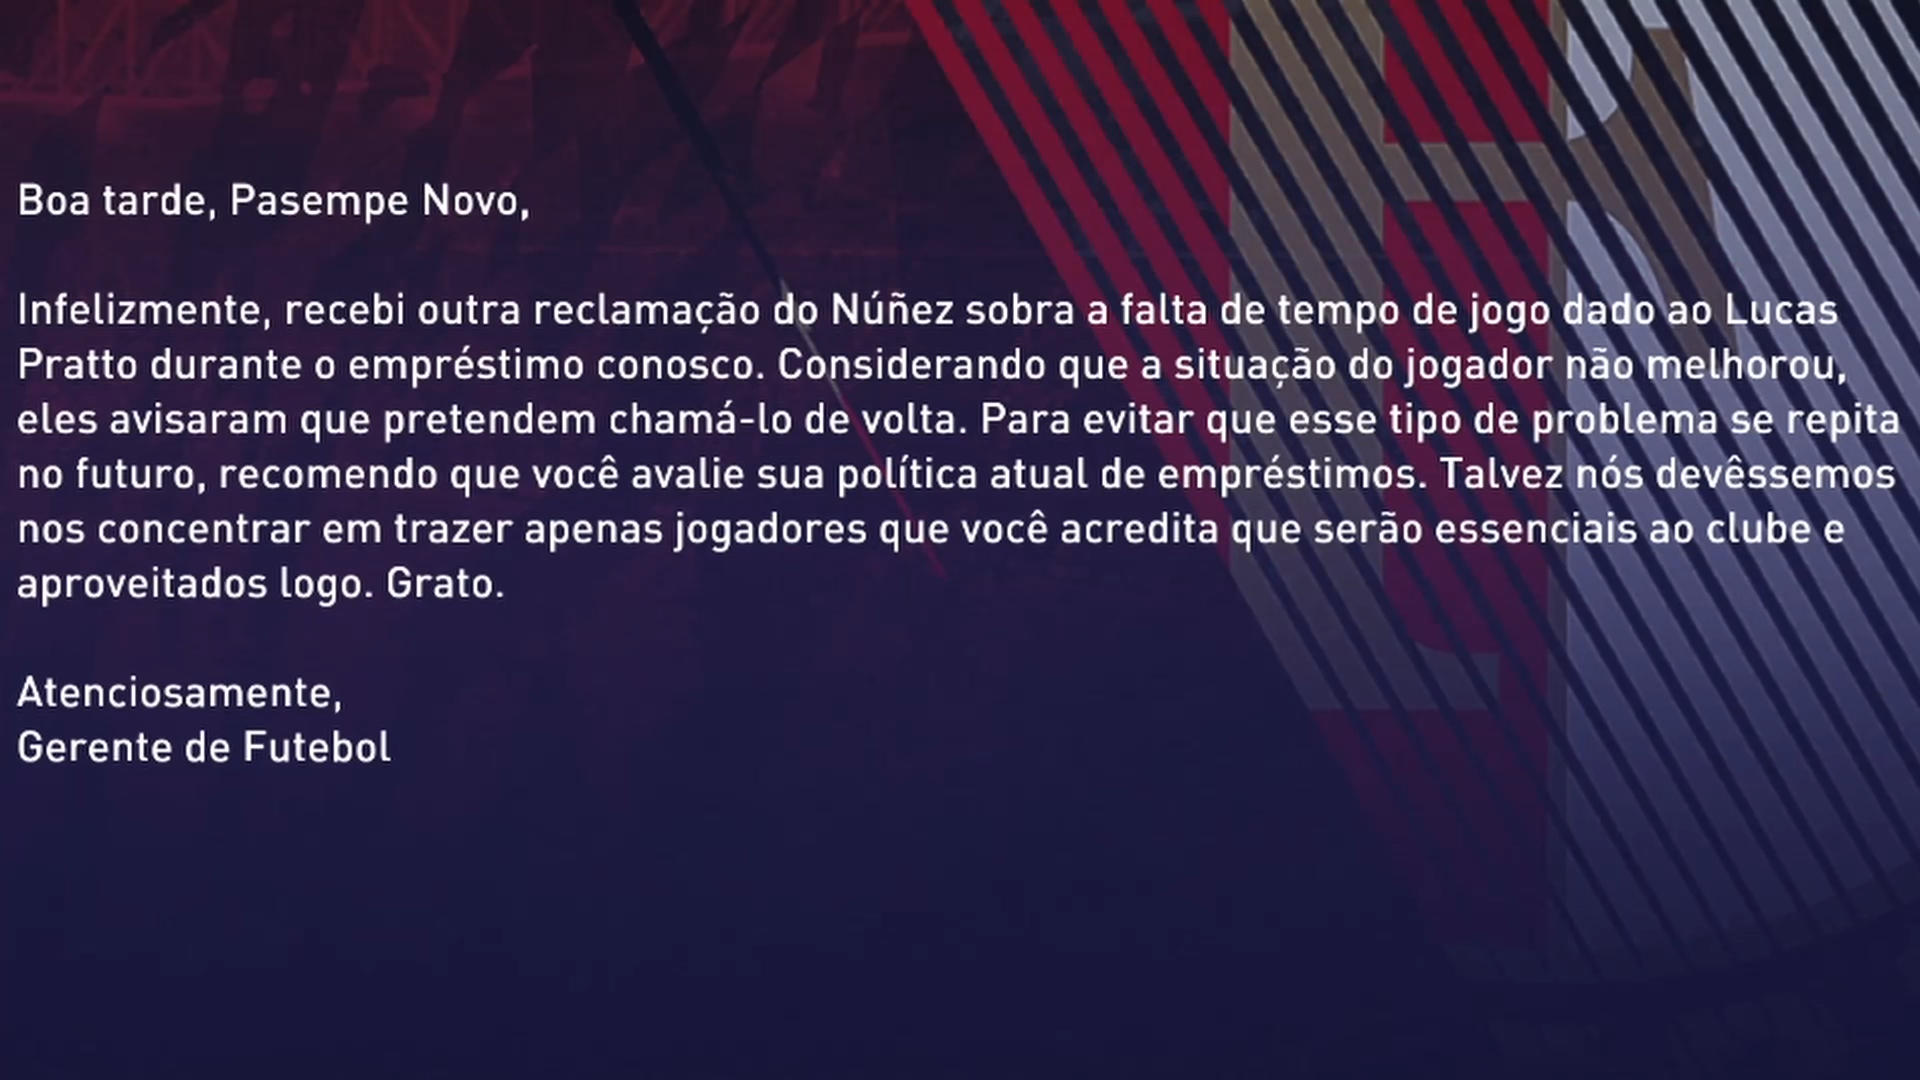 Boa tarde, Pasempe Novo,
Infelizmente, recebi outra reclamação do Núñez sobra a falta de tempo de jogo dado ao Lucas
Pratto durante o empréstimo conosco. Considerando que a situação do jogador não melhorou,
eles avisaram que pretendem chamá-lo de volta. Para evitar que esse tipo de problema se repita
no futuro, recomendo que você avalie sua política atual de empréstimos. Talvez nós devêssemos
nos concentrar em trazer apenas jogadores que você acredita que serão essenciais ao clube e
aproveitados logo. Grato.
Atenciosamente,
Gerente de Futebol